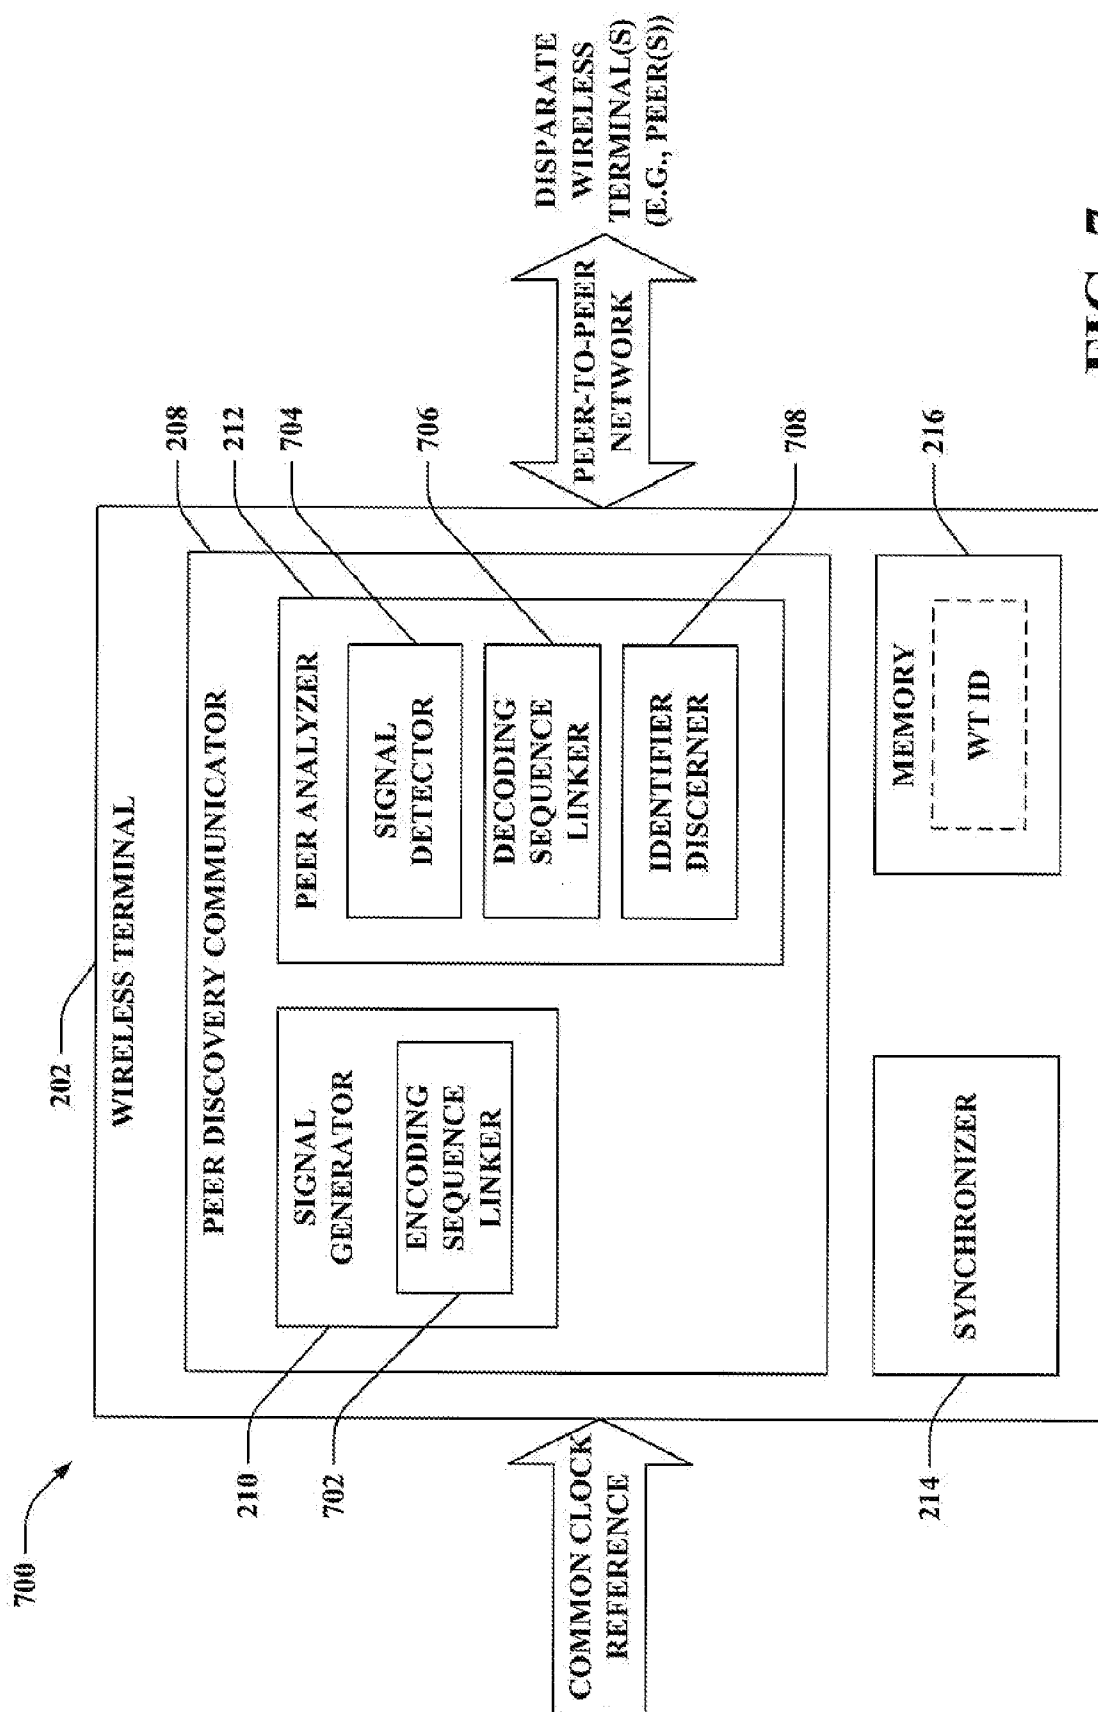 700
202
WIRELESS TERMINAL
208
PEER DISCOVERY COMMUNICATOR
210
SIGNAL
GENERATOR
702
ENCODING
SEQUENCE
LINKER
212
PEER ANALYZER
704
SIGNAL
DETECTOR
706
DECODING
SEQUENCE
LINKER
708
IDENTIFIER
DISCERNER
COMMON CLOCK
REFERENCE
PEER-TO-PEER
NETWORK
DISPARATE
WIRELESS
TERMINAL(S)
(E.G., PEER(S))
214
SYNCHRONIZER
216
MEMORY
WT ID
FIG. 7